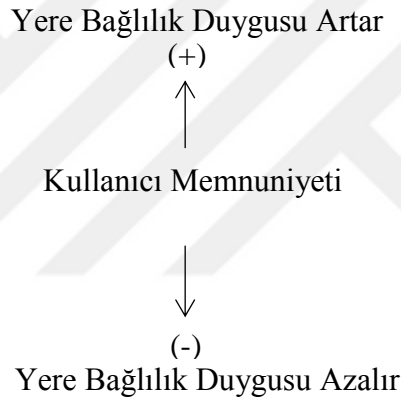 Yere Bağlılık Duygusu Artar
(+)
Kullanıcı Memnuniyeti
(-)
Yere Bağlılık Duygusu Azalır